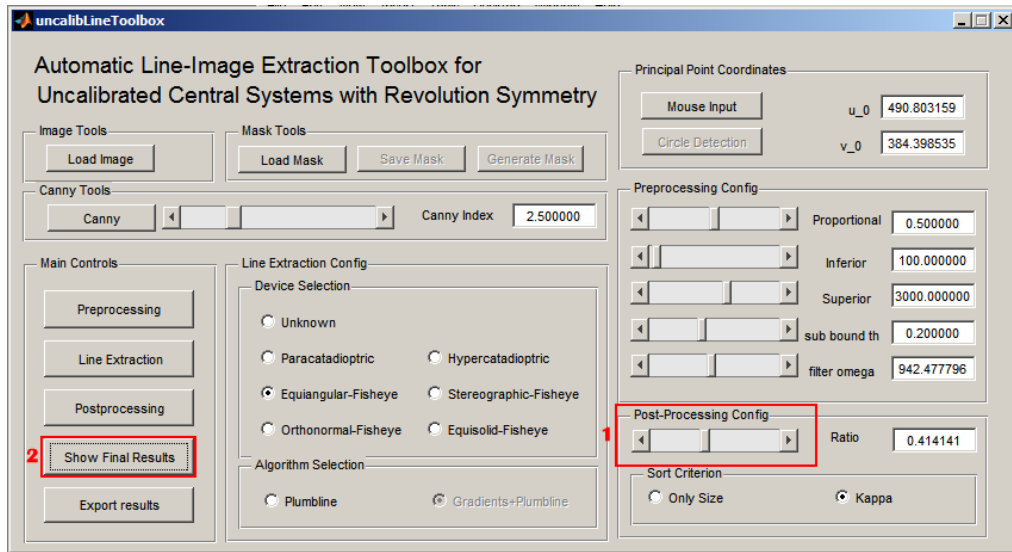 uncalibLineToolbox
Automatic Line-Image Extraction Toolbox for
Uncalibrated Central Systems with Revolution Symmetry
Image Tools
Load Image
Mask Tools
Load Mask
Save Mask
Generate Mask
Canny Tools
Canny
Canny Index
2.500000
Main Controls
Preprocessing
Line Extraction
Postprocessing
2
Show Final Results
Export results
Line Extraction Config
Device Selection
Unknown
Paracatadioptric
Hypercatadioptric
Equiangular-Fisheye
Stereographic-Fisheye
Orthonormal-Fisheye
Equisolid-Fisheye
Algorithm Selection
Plumbline
Gradients+Plumbline
Principal Point Coordinates
Mouse Input
u_0
490.803159
Circle Detection
v_0
384.398535
Preprocessing Config
Proportional
0.500000
Inferior
100.000000
Superior
3000.000000
sub bound th
0.200000
filter omega
942.477796
Post-Processing Config
1
Ratio
0.414141
Sort Criterion
Only Size
Kappa